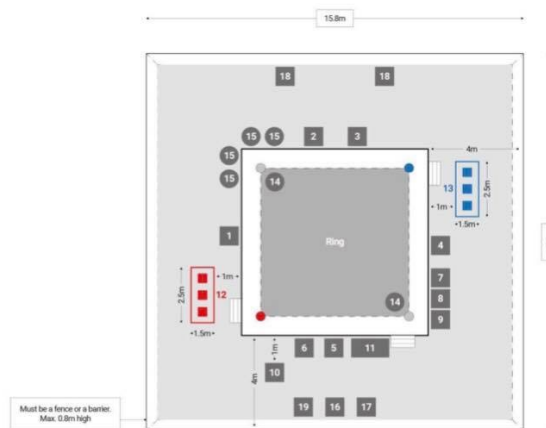 15.8m
18 18
15 15 2 3
4m
15
15
14
13
2.5m
1m
1.5m
1
Ring
4
2.5m
1m
12
1.5m
7
8
14
9
1m
6 5 11
4m
10
Must be a fence or a barrier.
Max. 0.8m high
19 16 17